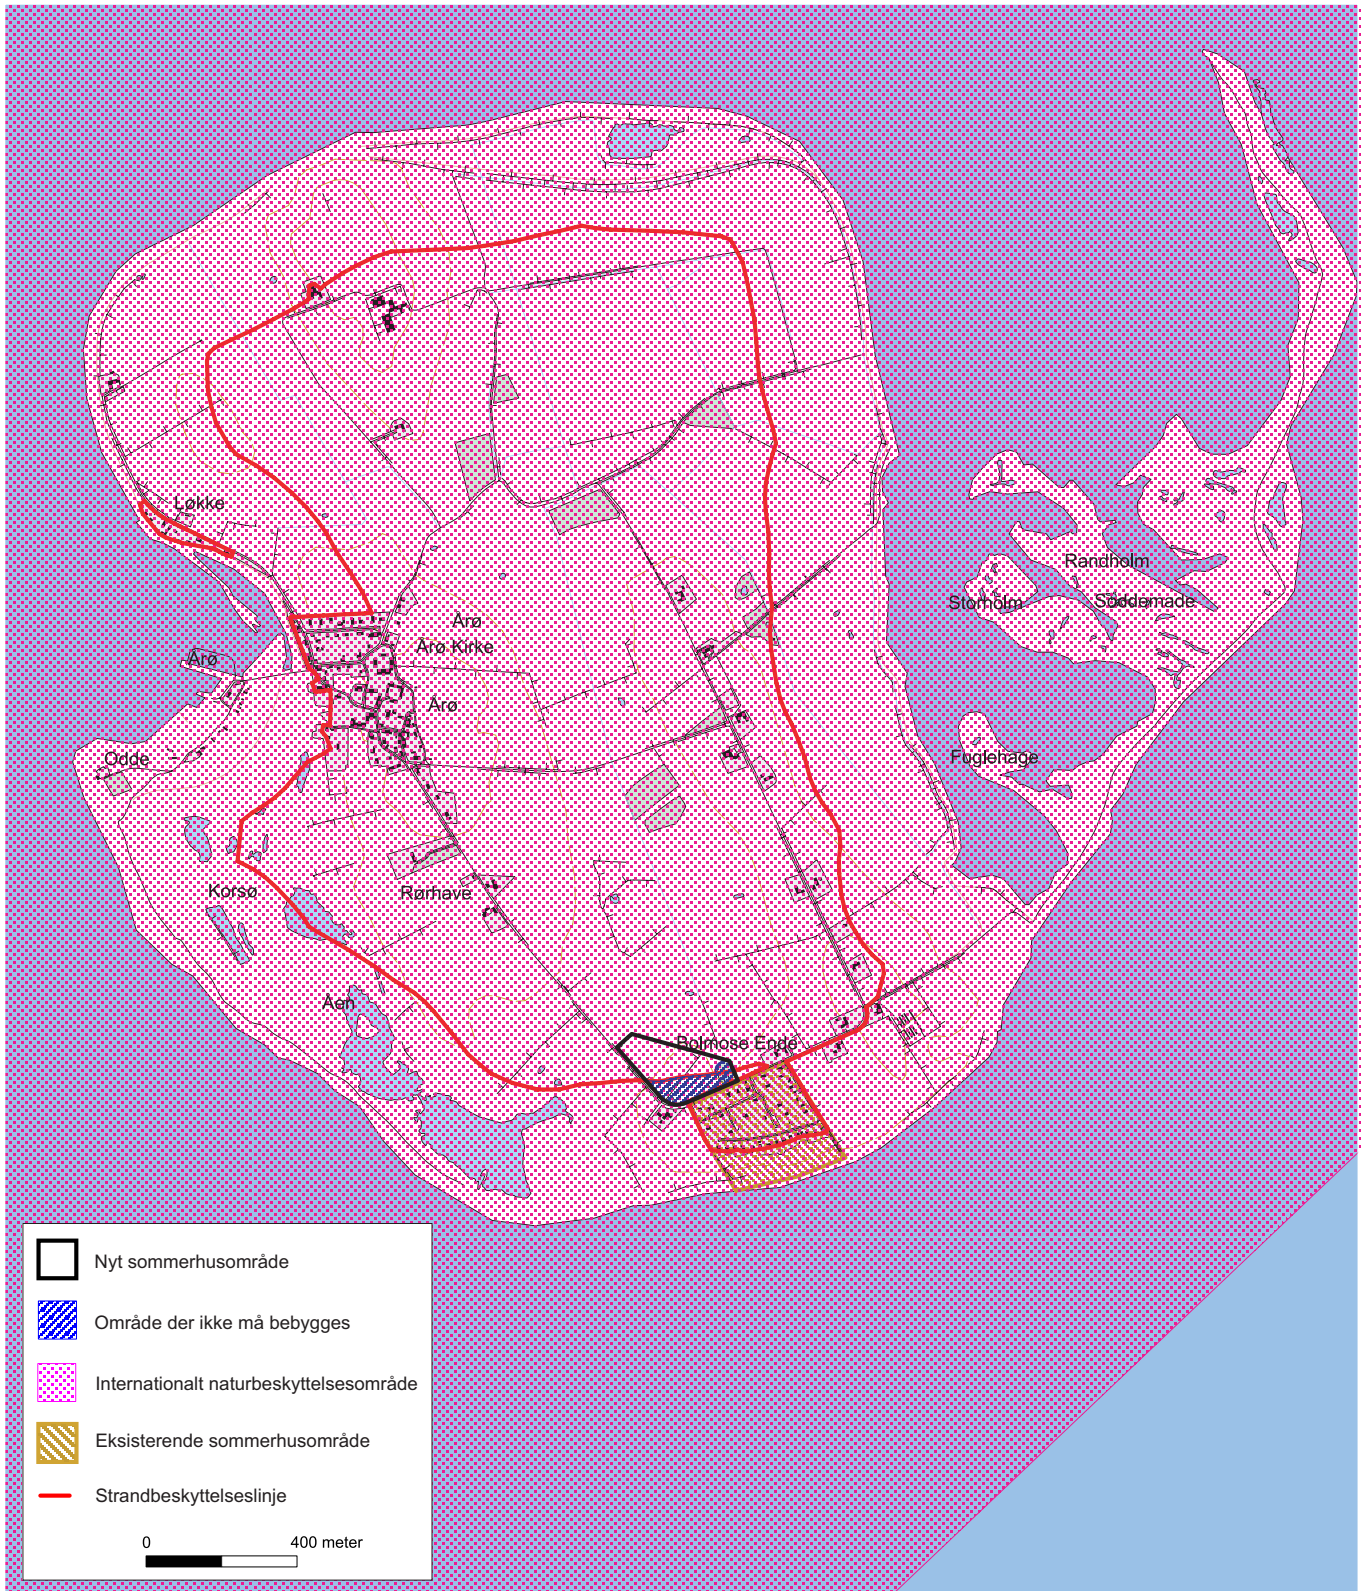 Løkke
Randholm
Storholm
Soddemade
Årø
Årø Kirke
Årø
Årø
Odde
Fuglehage
Korsø
Rørhave
Aen
Bolmose Ende
Nyt sommerhusområde
Område der ikke må bebygges
Internationalt naturbeskyttelsesområde
Eksisterende sommerhusområde
Strandbeskyttelseslinje
0 400 meter